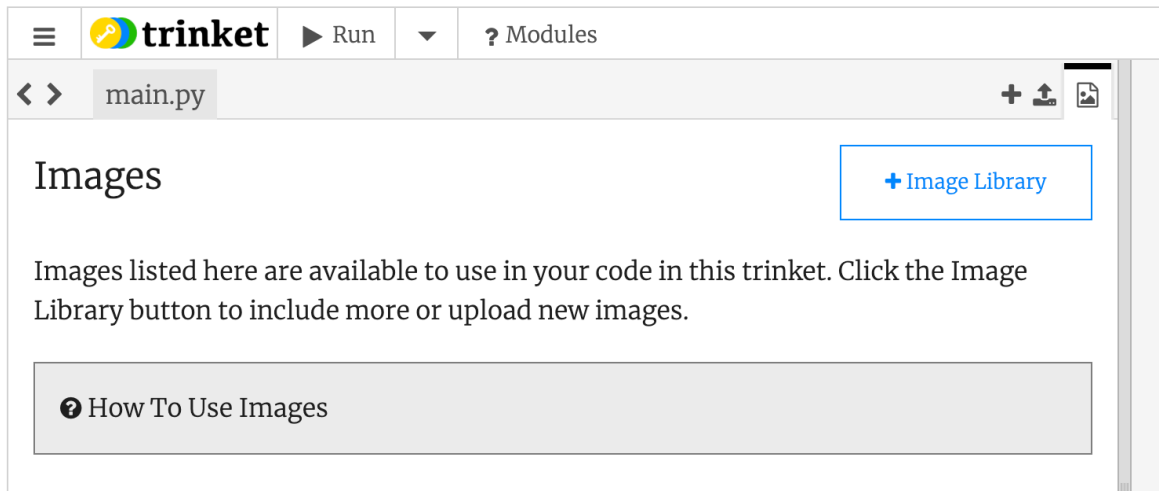 trinket Run ? Modules
main.py
Images
+ Image Library
Images listed here are available to use in your code in this trinket. Click the Image
Library button to include more or upload new images.
? How To Use Images